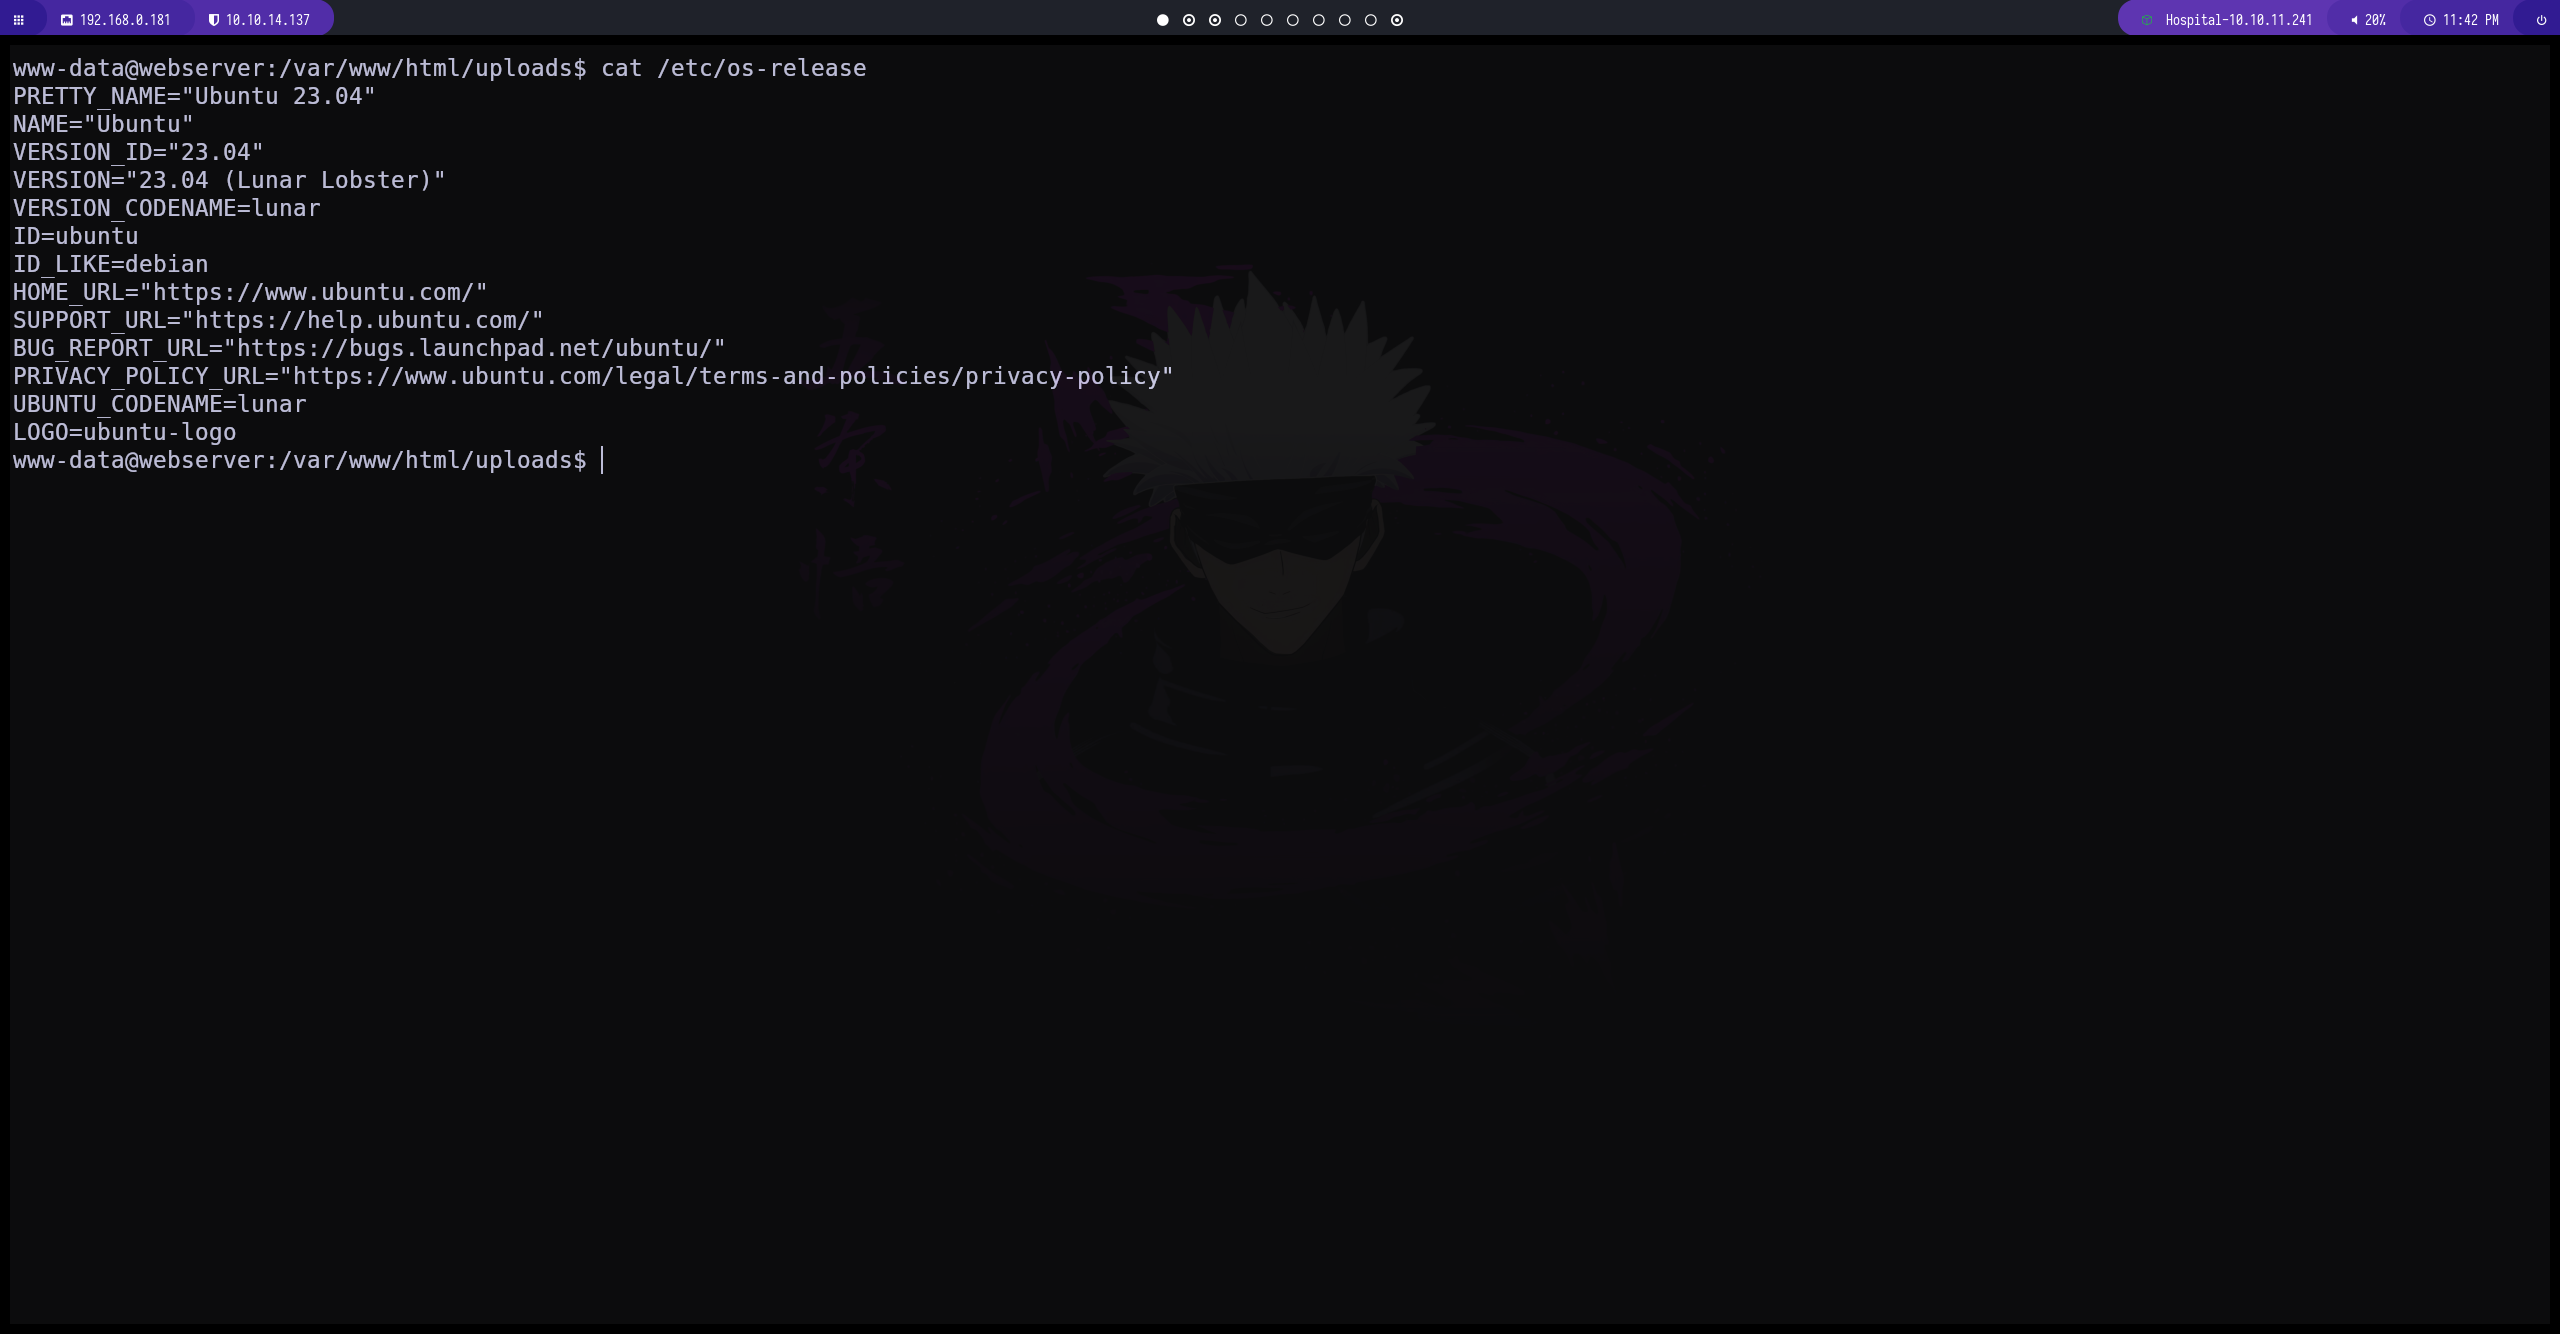 192.168.0.181 10.10.14.137 Hospital-10.10.11.241 20% 11:42 PM
www-data@webserver:/var/www/html/uploads$ cat /etc/os-release
PRETTY_NAME="Ubuntu 23.04"
NAME="Ubuntu"
VERSION_ID="23.04"
VERSION="23.04 (Lunar Lobster)"
VERSION_CODENAME=lunar
ID=ubuntu
ID_LIKE=debian
HOME_URL="https://www.ubuntu.com/"
SUPPORT_URL="https://help.ubuntu.com/"
BUG_REPORT_URL="https://bugs.launchpad.net/ubuntu/"
PRIVACY_POLICY_URL="https://www.ubuntu.com/legal/terms-and-policies/privacy-policy"
UBUNTU_CODENAME=lunar
LOGO=ubuntu-logo
www-data@webserver:/var/www/html/uploads$
五
条
悟